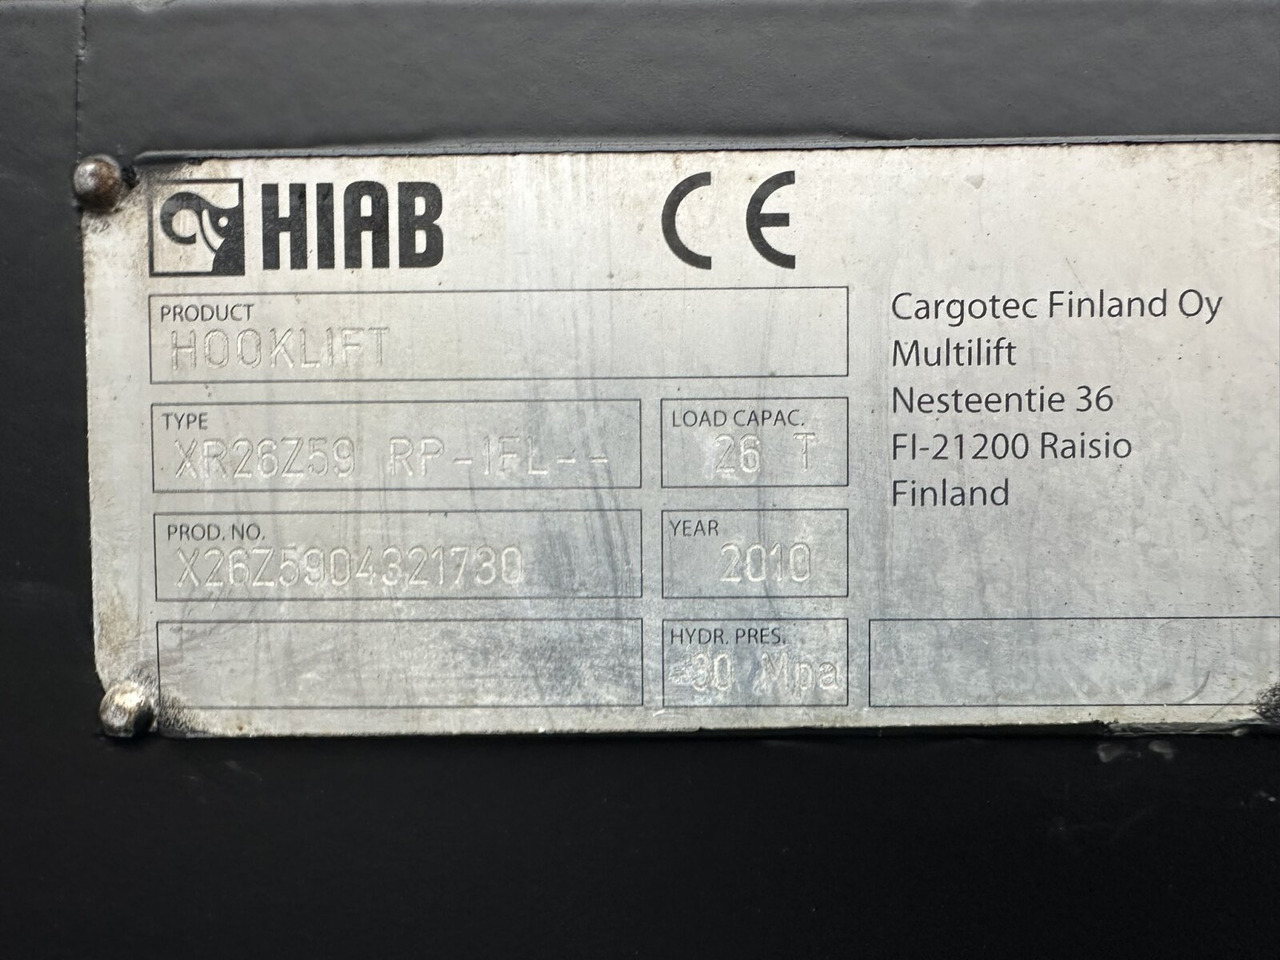 HIAB CE
PRODUCT
HOOKLIFT
TYPE
XR26Z59 RP-1FL--
LOAD CAPAC.
26 T
PROD. NO.
X26Z5904321730
YEAR
2010
HYDR. PRES.
30 Mpa
Cargotec Finland Oy
Multilift
Nesteentie 36
FI-21200 Raisio
Finland